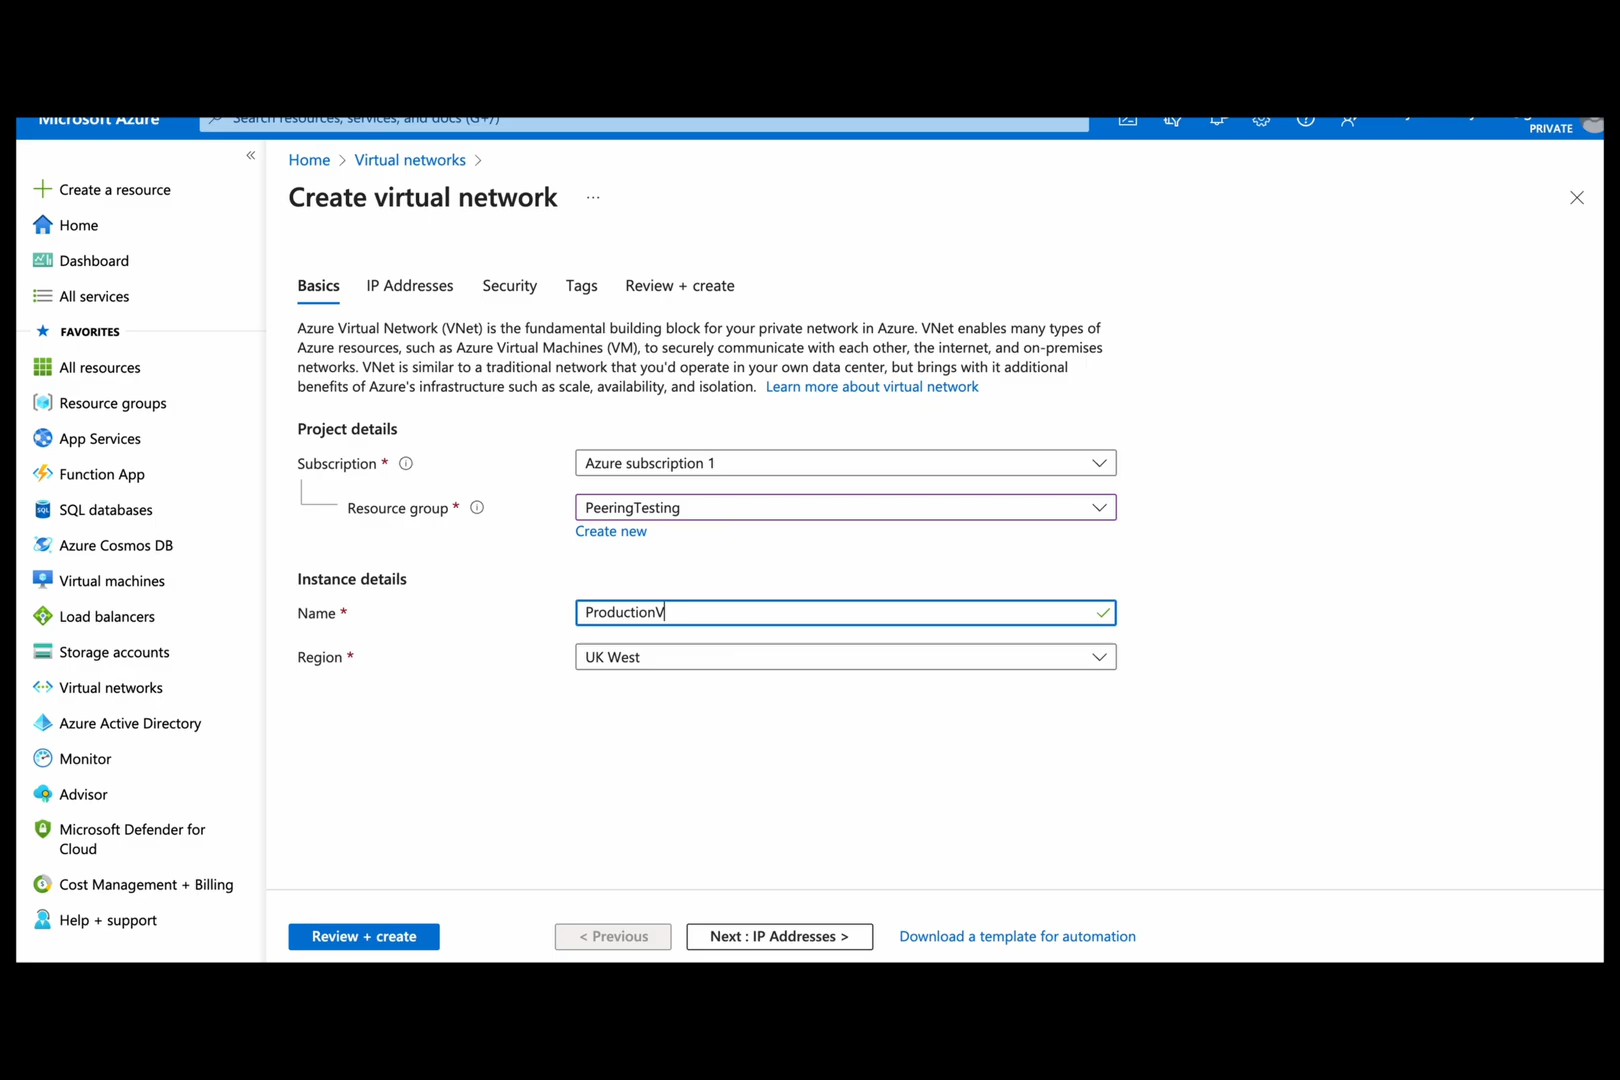 Microsoft Azure
Search resources, services, and docs (G+/)
PRIVATE
«
Home > Virtual networks >
Create virtual network ...
Create a resource
Home
Dashboard
All services
FAVORITES
All resources
Resource groups
App Services
Function App
SQL databases
Azure Cosmos DB
Virtual machines
Load balancers
Storage accounts
Virtual networks
Azure Active Directory
Monitor
Advisor
Microsoft Defender for
Cloud
Cost Management + Billing
Help + support
Basics IP Addresses Security Tags Review + create
Azure Virtual Network (VNet) is the fundamental building block for your private network in Azure. VNet enables many types of
Azure resources, such as Azure Virtual Machines (VM), to securely communicate with each other, the internet, and on-premises
networks. VNet is similar to a traditional network that you'd operate in your own data center, but brings with it additional
benefits of Azure's infrastructure such as scale, availability, and isolation. Learn more about virtual network
Project details
Subscription * Azure subscription 1
Resource group * PeeringTesting
Create new
Instance details
Name * ProductionV
Region * UK West
Review + create < Previous Next : IP Addresses > Download a template for automation